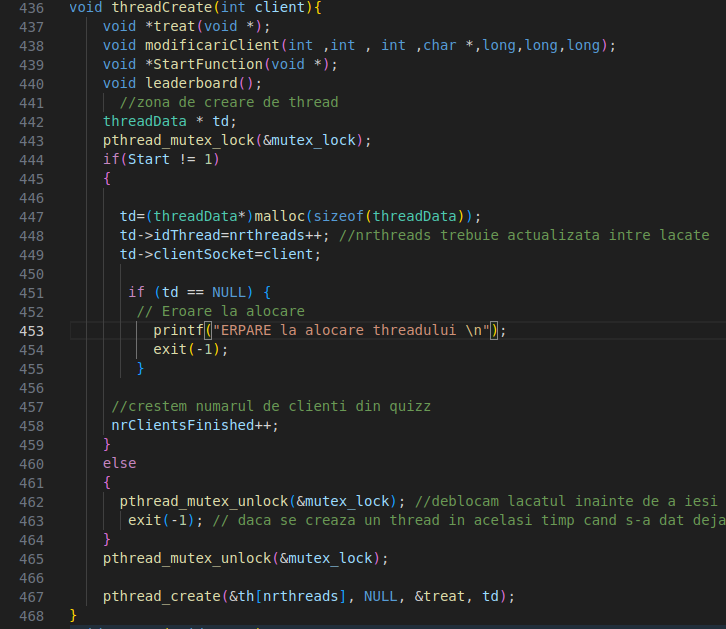 436 void threadCreate(int client){
437 void *treat(void *);
438 void modificariClient(int ,int , int ,char *,long,long,long);
439 void *StartFunction(void *);
440 void leaderboard();
441 //zona de creare de thread
442 threadData * td;
443 pthread_mutex_lock(&mutex_lock);
444 if(Start != 1)
445 {
446
447 td=(threadData*)malloc(sizeof(threadData));
448 td->idThread=nrthreads++; //nrthreads trebuie actualizata intre lacate
449 td->clientSocket=client;
450
451 if (td == NULL) {
452 // Eroare la alocare
453 printf("ERPARE la alocare threadului \n");
454 exit(-1);
455 }
456
457 //crestem numarul de clienti din quizz
458 nrClientsFinished++;
459 }
460 else
461 {
462 pthread_mutex_unlock(&mutex_lock); //deblocam lacatul inainte de a iesi
463 exit(-1); // daca se creaza un thread in acelasi timp cand s-a dat deja
464 }
465 pthread_mutex_unlock(&mutex_lock);
466
467 pthread_create(&th[nrthreads], NULL, &treat, td);
468 }